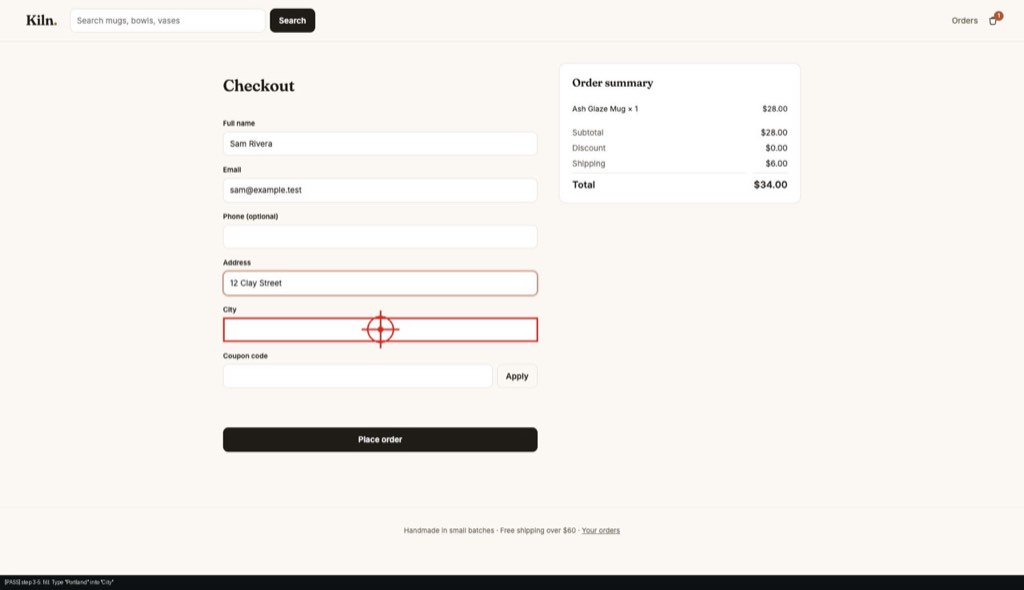 Kiln.
Search mugs, bowls, vases
Search
Orders
1
Checkout
Full name
Sam Rivera
Email
sam@example.test
Phone (optional)
Address
12 Clay Street
City
Coupon code
Apply
Place order
Order summary
Ash Glaze Mug × 1 $28.00
Subtotal $28.00
Discount $0.00
Shipping $6.00
Total $34.00
Handmade in small batches · Free shipping over $60 · Your orders
[PASS] step 3-5: fill. Type "Portland" into "City"